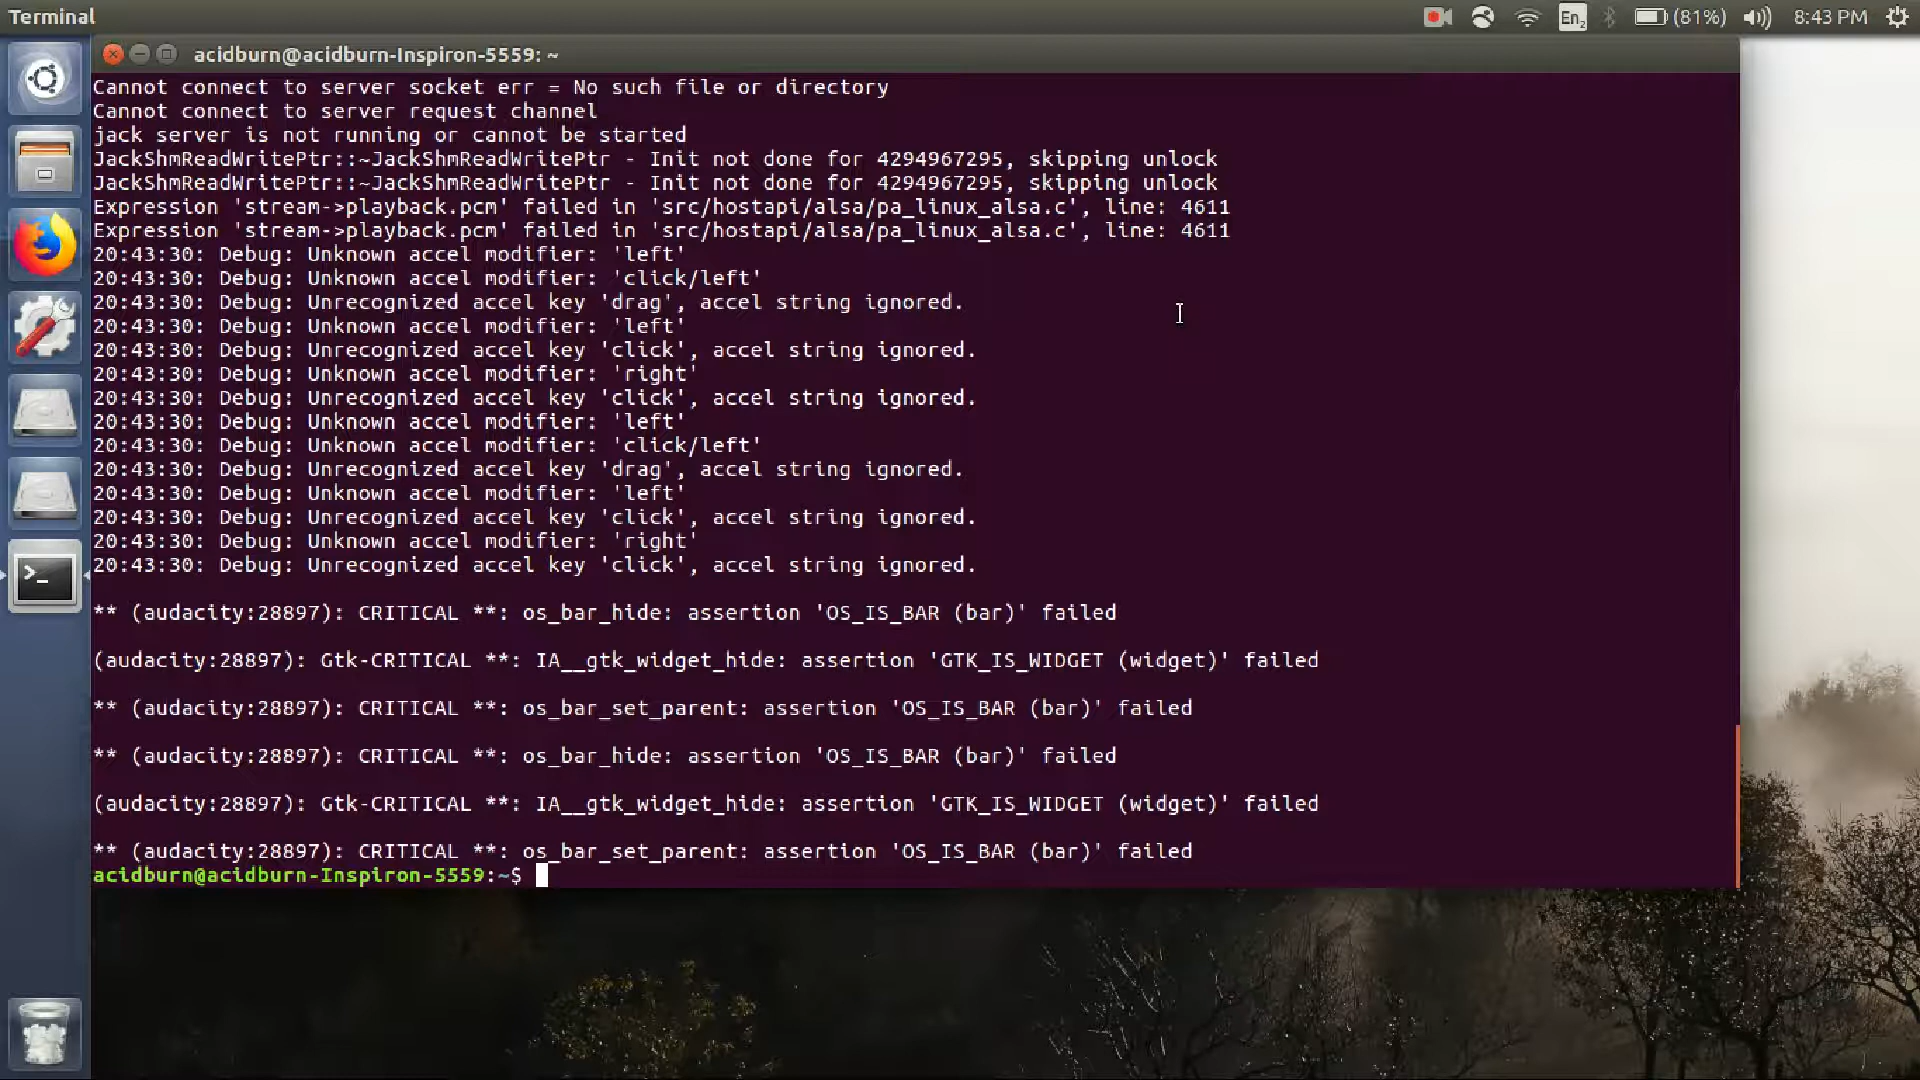 Terminal
En2
(81%)
8:43 PM
acidburn@acidburn-Inspiron-5559: ~
Cannot connect to server socket err = No such file or directory
Cannot connect to server request channel
jack server is not running or cannot be started
JackShmReadWritePtr::~JackShmReadWritePtr - Init not done for 4294967295, skipping unlock
JackShmReadWritePtr::~JackShmReadWritePtr - Init not done for 4294967295, skipping unlock
Expression 'stream->playback.pcm' failed in 'src/hostapi/alsa/pa_linux_alsa.c', line: 4611
Expression 'stream->playback.pcm' failed in 'src/hostapi/alsa/pa_linux_alsa.c', line: 4611
20:43:30: Debug: Unknown accel modifier: 'left'
20:43:30: Debug: Unknown accel modifier: 'click/left'
20:43:30: Debug: Unrecognized accel key 'drag', accel string ignored.
20:43:30: Debug: Unknown accel modifier: 'left'
20:43:30: Debug: Unrecognized accel key 'click', accel string ignored.
20:43:30: Debug: Unknown accel modifier: 'right'
20:43:30: Debug: Unrecognized accel key 'click', accel string ignored.
20:43:30: Debug: Unknown accel modifier: 'left'
20:43:30: Debug: Unknown accel modifier: 'click/left'
20:43:30: Debug: Unrecognized accel key 'drag', accel string ignored.
20:43:30: Debug: Unknown accel modifier: 'left'
20:43:30: Debug: Unrecognized accel key 'click', accel string ignored.
20:43:30: Debug: Unknown accel modifier: 'right'
20:43:30: Debug: Unrecognized accel key 'click', accel string ignored.
** (audacity:28897): CRITICAL **: os_bar_hide: assertion 'OS_IS_BAR (bar)' failed
(audacity:28897): Gtk-CRITICAL **: IA__gtk_widget_hide: assertion 'GTK_IS_WIDGET (widget)' failed
** (audacity:28897): CRITICAL **: os_bar_set_parent: assertion 'OS_IS_BAR (bar)' failed
** (audacity:28897): CRITICAL **: os_bar_hide: assertion 'OS_IS_BAR (bar)' failed
(audacity:28897): Gtk-CRITICAL **: IA__gtk_widget_hide: assertion 'GTK_IS_WIDGET (widget)' failed
** (audacity:28897): CRITICAL **: os_bar_set_parent: assertion 'OS_IS_BAR (bar)' failed
acidburn@acidburn-Inspiron-5559:~$